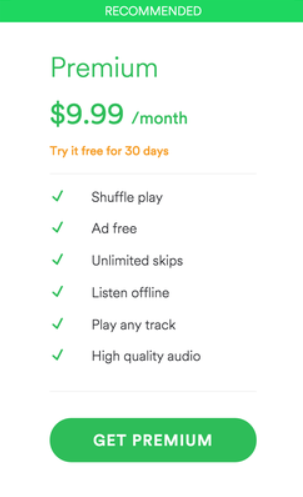 RECOMMENDED
Premium
$9.99 /month
Try it free for 30 days
Shuffle play
Ad free
Unlimited skips
Listen offline
Play any track
High quality audio
GET PREMIUM